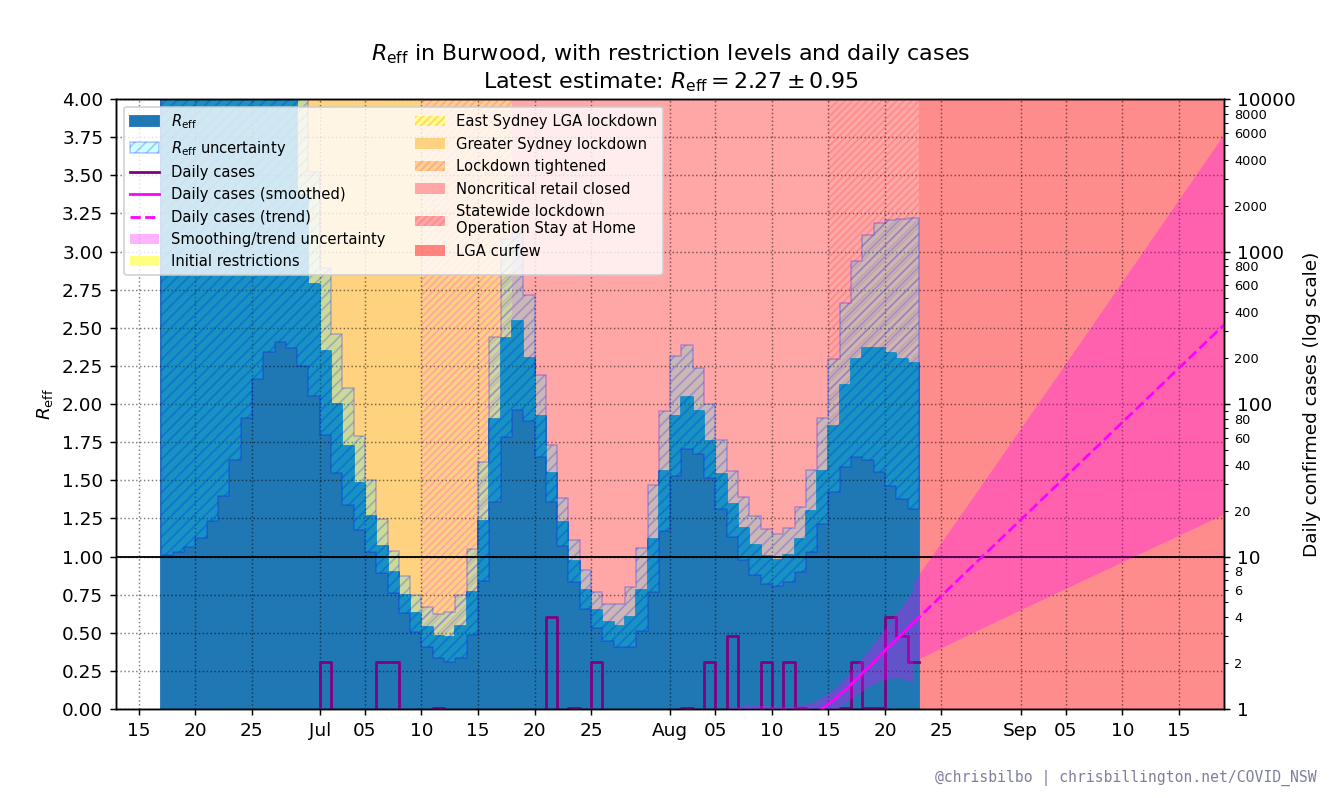 Reff in Burwood, with restriction levels and daily cases
Latest estimate: Reff = 2.27 ± 0.95
Reff
Reff uncertainty
Daily cases
Daily cases (smoothed)
Daily cases (trend)
Smoothing/trend uncertainty
Initial restrictions
East Sydney LGA lockdown
Greater Sydney lockdown
Lockdown tightened
Noncritical retail closed
Statewide lockdown
Operation Stay at Home
LGA curfew
Reff
4.00
3.75
3.50
3.25
3.00
2.75
2.50
2.25
2.00
1.75
1.50
1.25
1.00
0.75
0.50
0.25
0.00
10000
8000
6000
4000
2000
1000
800
600
400
200
100
80
60
40
20
10
8
6
4
2
1
Daily confirmed cases (log scale)
15 20 25 Jul 05 10 15 20 25 Aug 05 10 15 20 25 Sep 05 10 15
@chrisbilbo | chrisbillington.net/COVID_NSW